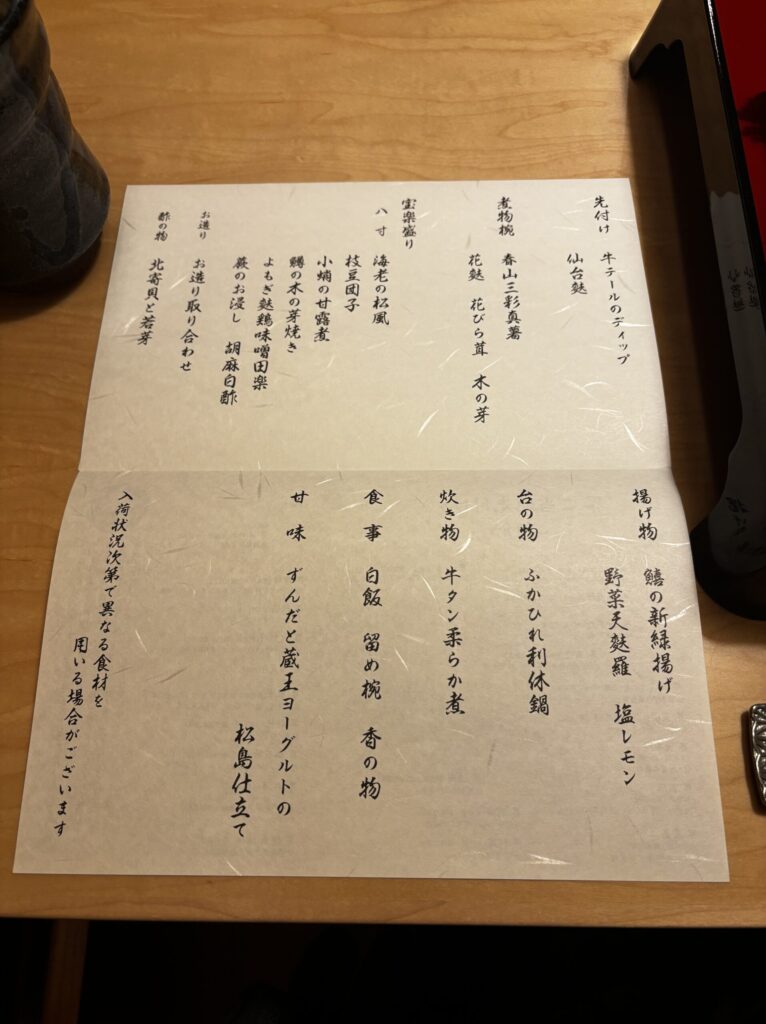 先付け 牛テールのディップ
仙台麩
煮物椀 春山三彩真薯
花麩 花びら茸 木の芽
宝楽盛り
八寸 海老の松風
枝豆団子
小蛸の甘露煮
鱒の木の芽焼き
よもぎ麩鶏味噌田楽
蕨のお浸し 胡麻白酢
お造り お造り取り合わせ
酢の物 北寄貝と若芽
揚げ物 鱚の新緑揚げ
野菜天麩羅 塩レモン
台の物 ふかひれ利休鍋
炊き物 牛タン柔らか煮
食事 白飯 留め椀 香の物
甘味 ずんだと蔵王ヨーグルトの
松島仕立て
入荷状況次第で異なる食材を
用いる場合がございます